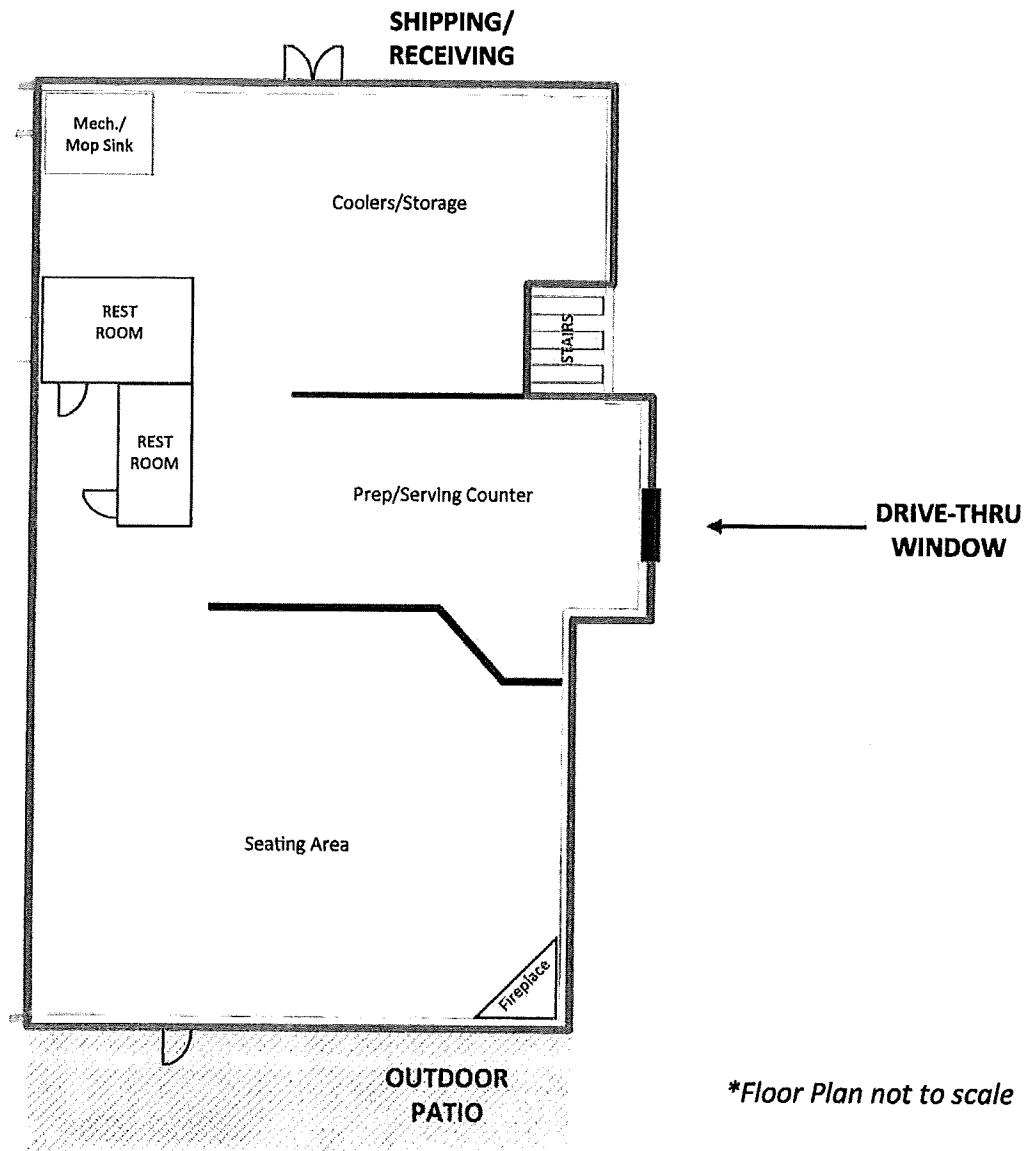 SHIPPING/
RECEIVING
Mech./
Mop Sink
Coolers/Storage
REST
ROOM
STAIRS
REST
ROOM
Prep/Serving Counter
DRIVE-THRU
WINDOW
Seating Area
Fireplace
OUTDOOR
PATIO
*Floor Plan not to scale